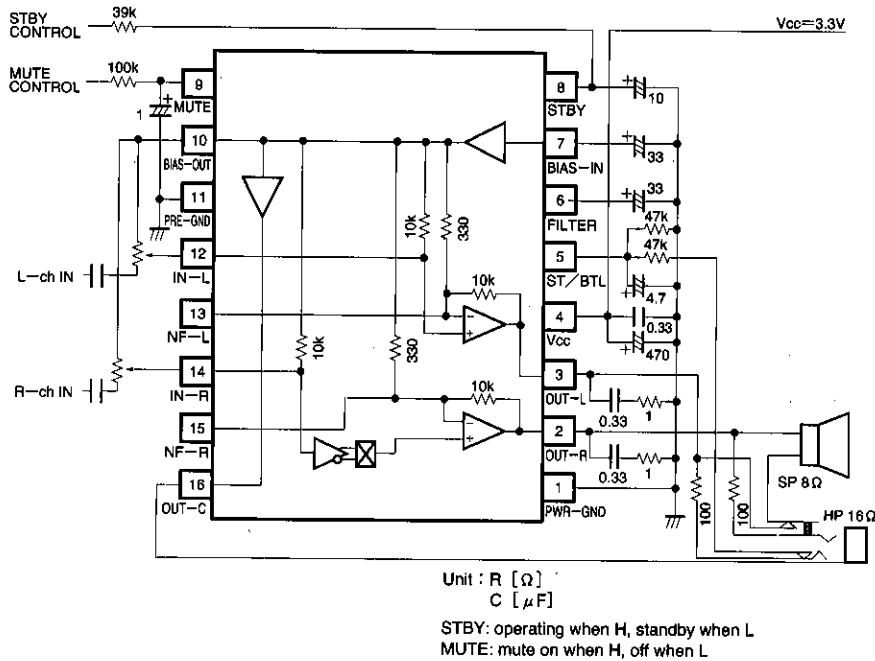 STBY CONTROL
39k
Vcc=3.3V
MUTE CONTROL
100k
9
MUTE
1
+
10
BIAS-OUT
11
PRE-GND
12
IN-L
L-ch IN
13
NF-L
14
IN-R
R-ch IN
15
NF-R
16
OUT-C
10k
330
10k
10k
330
10k
-
+
-
+
8
STBY
+
10
7
BIAS-IN
+
33
6
FILTER
+
33
5
ST/BTL
47k
47k
+
4.7
4
Vcc
0.33
+
470
3
OUT-L
0.33
1
2
OUT-R
0.33
1
1
PWR-GND
100
100
SP 8Ω
HP 16Ω
Unit : R [Ω]
C [μF]
STBY: operating when H, standby when L
MUTE: mute on when H, off when L